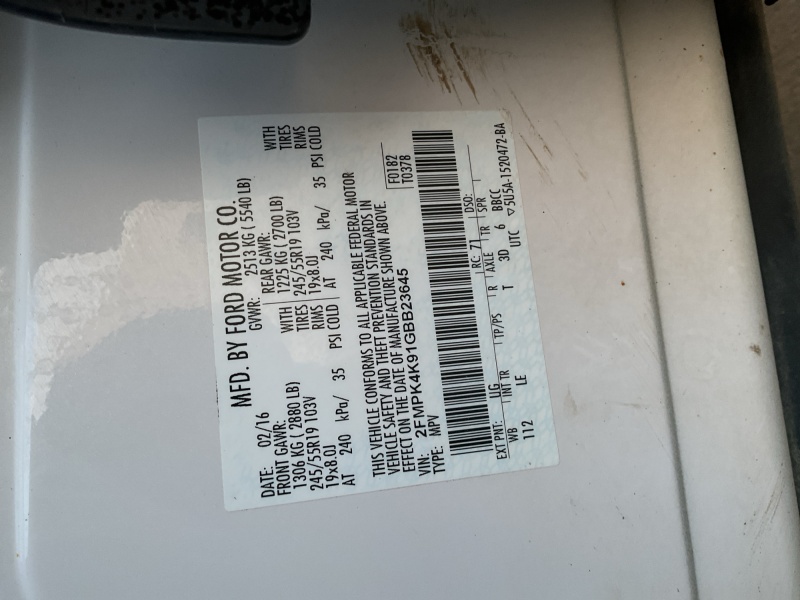 MFD. BY FORD MOTOR CO.
DATE: 02/16 GVWR: 2513 KG ( 5540 LB)
FRONT GAWR: REAR GAWR:
1306 KG ( 2880 LB) WITH 1225 KG ( 2700 LB) WITH
245/55R19 103V TIRES 245/55R19 103V TIRES
19x8.0J RIMS 19x8.0J RIMS
AT 240 kPa/ 35 PSI COLD AT 240 kPa/ 35 PSI COLD
THIS VEHICLE CONFORMS TO ALL APPLICABLE FEDERAL MOTOR
VEHICLE SAFETY AND THEFT PREVENTION STANDARDS IN
EFFECT ON THE DATE OF MANUFACTURE SHOWN ABOVE.
F0182
T0378
VIN: 2FMPK4K91GBB23645
TYPE: MPV
EXT PNT: UG RC: 71 DSO:
WB INT TR TP/PS R AXLE TR SPR
112 LE T 3D 6 BBCC
UTC ▽5U5A-1520472-BA